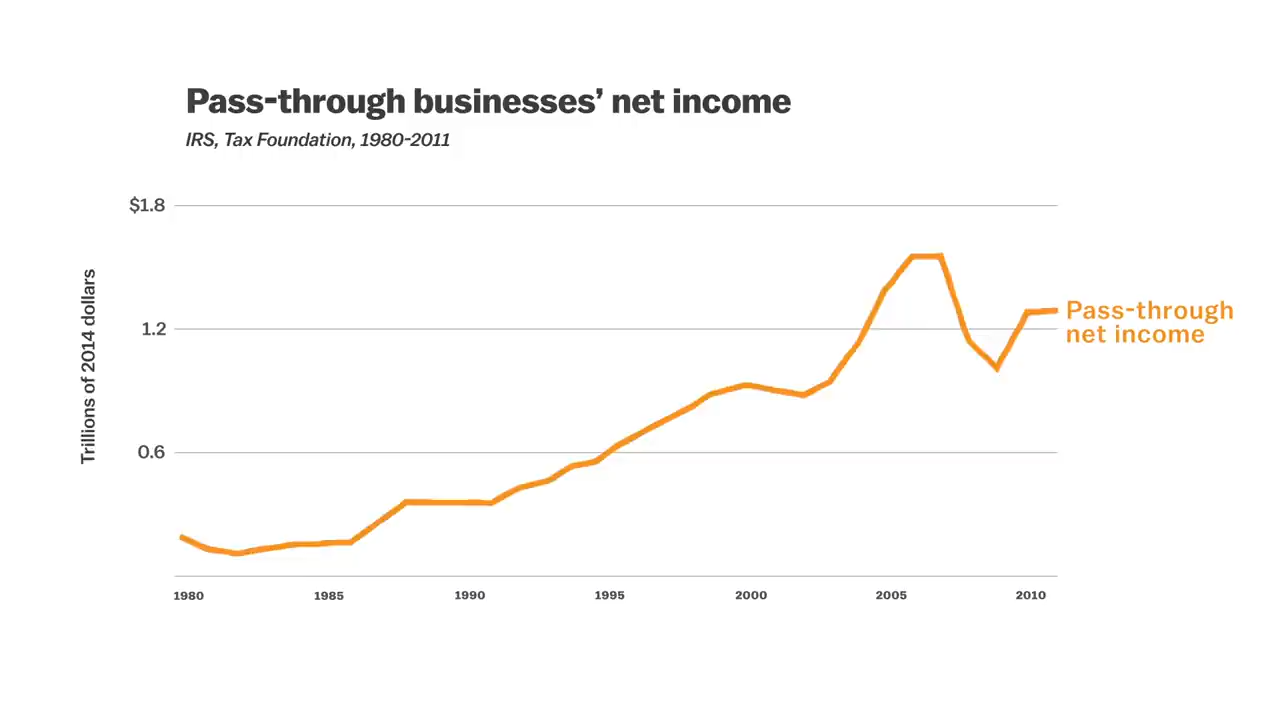 Pass-through businesses’ net income
IRS, Tax Foundation, 1980-2011
Trillions of 2014 dollars
$1.8
1.2
0.6
Pass-through
net income
1980 1985 1990 1995 2000 2005 2010